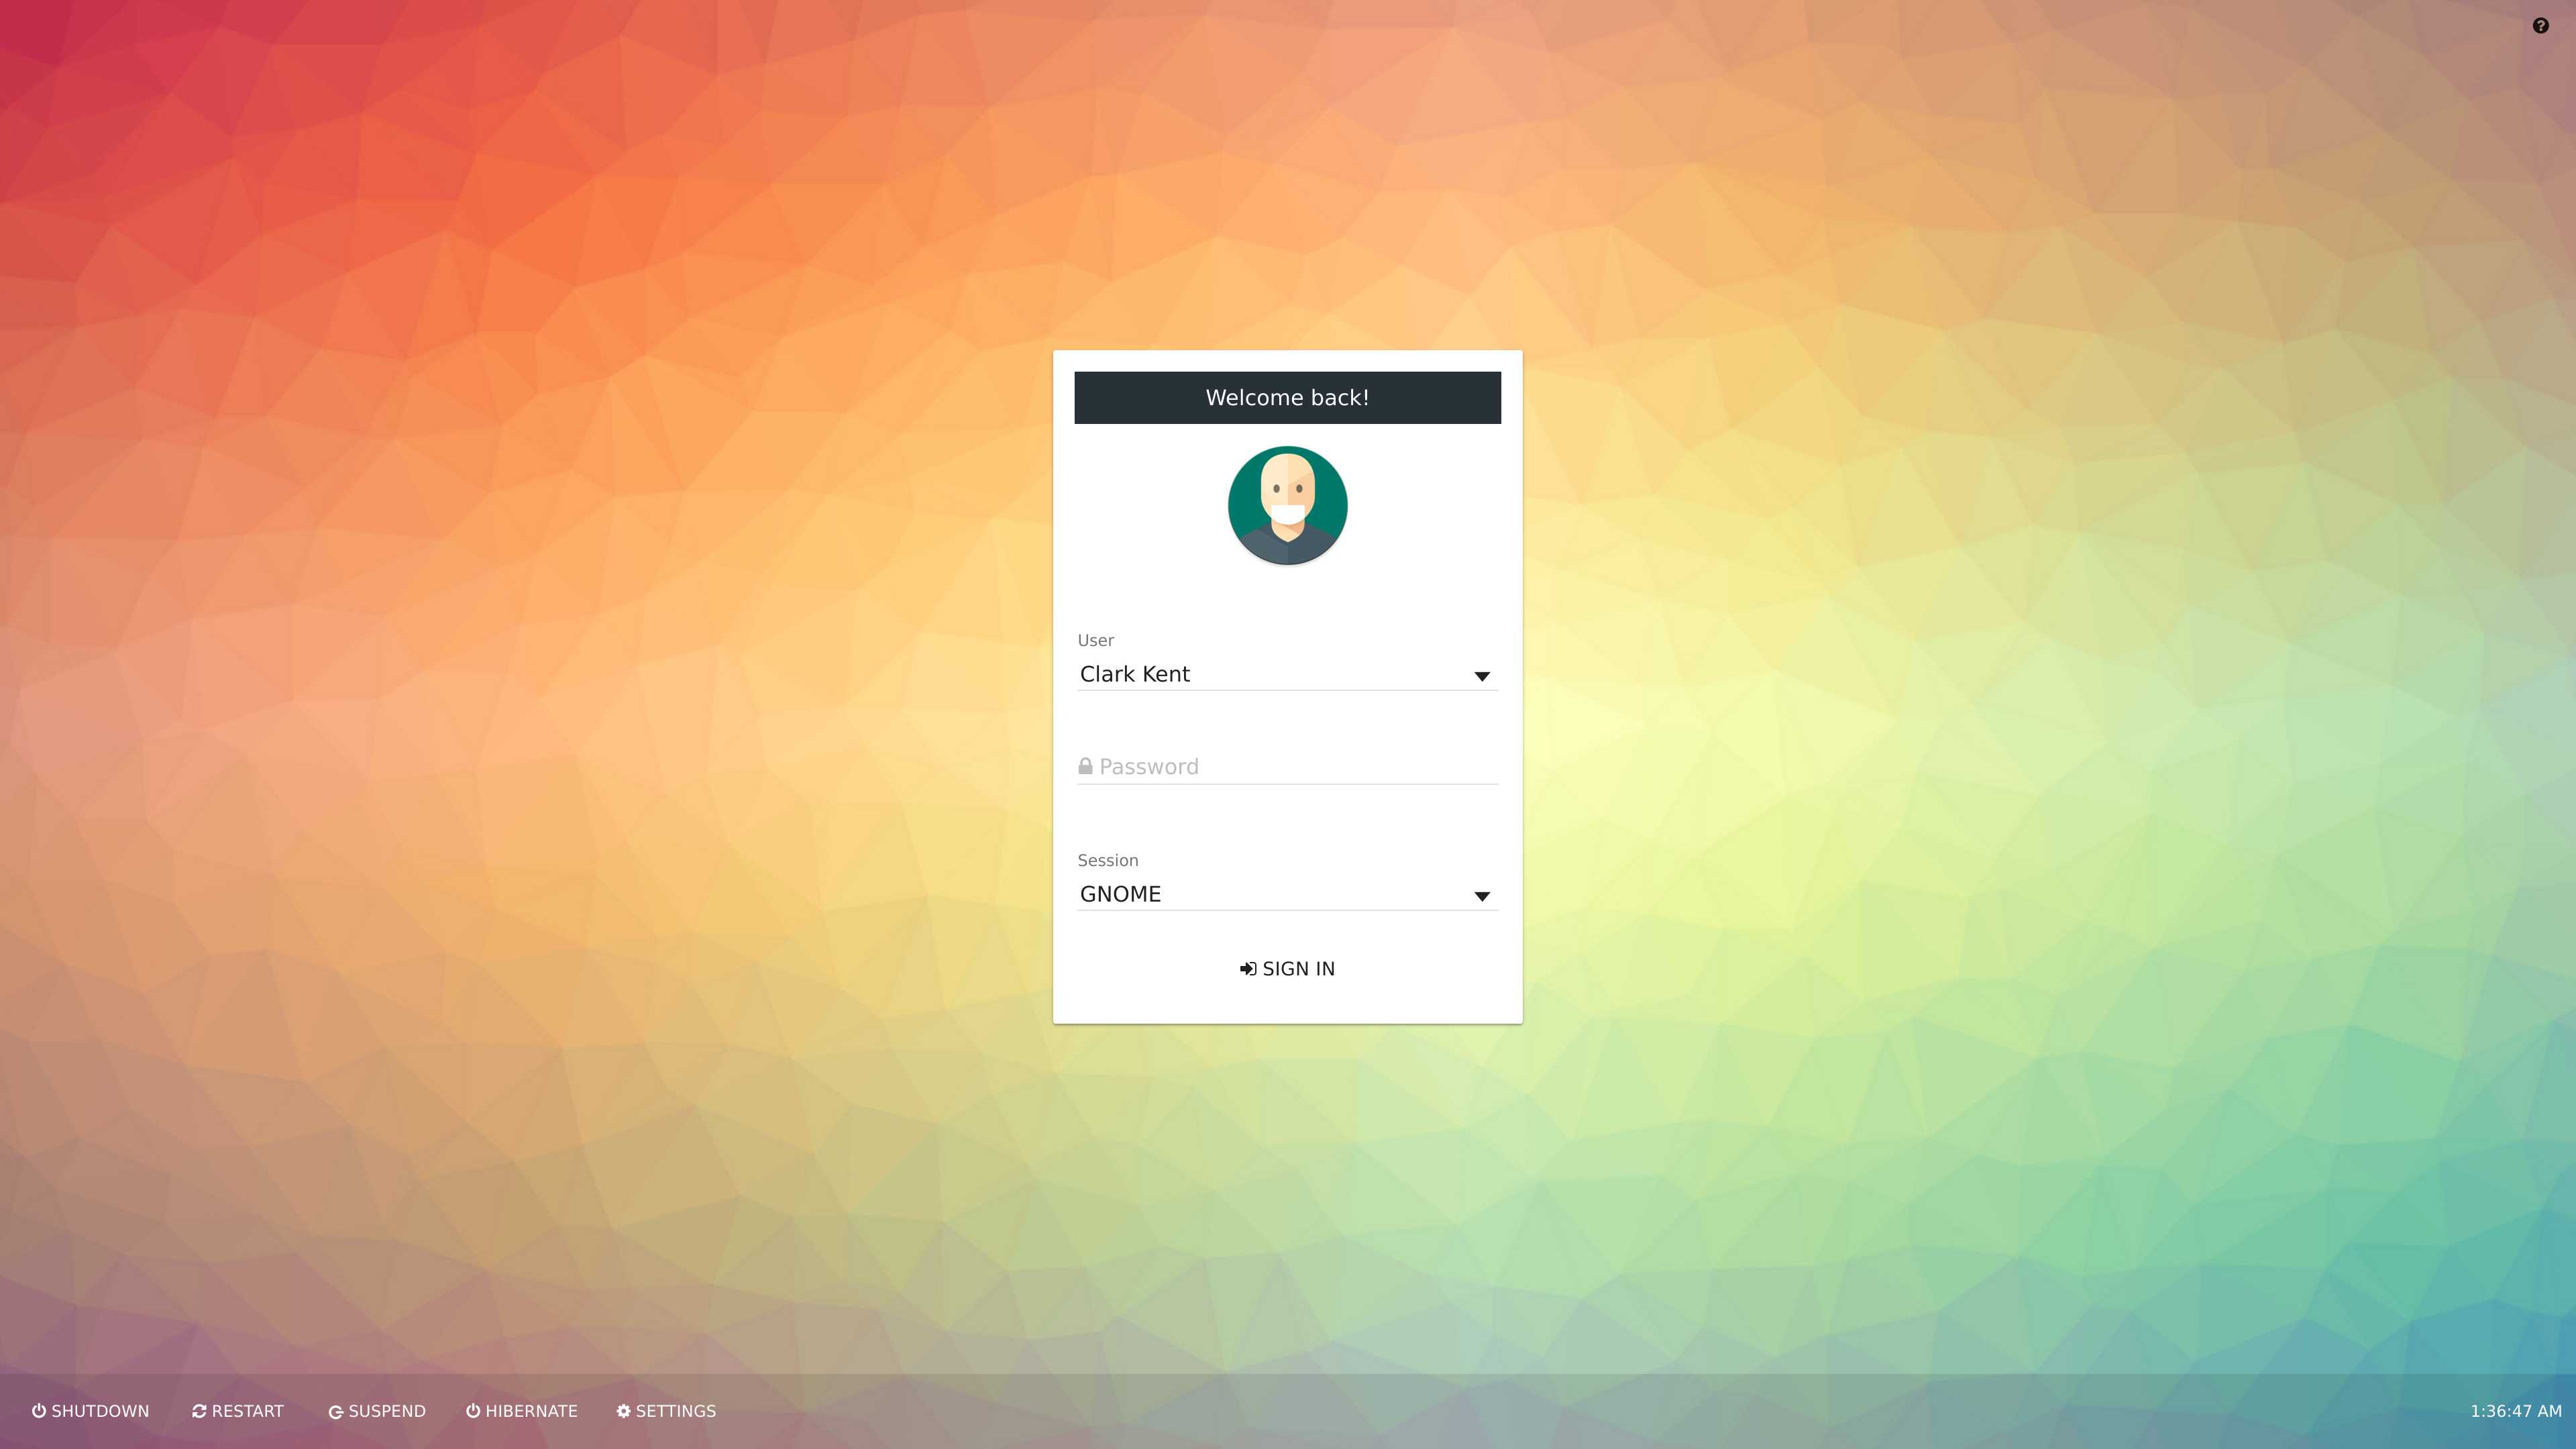 Welcome back!
User
Clark Kent
Password
Session
GNOME
SIGN IN
SHUTDOWN RESTART SUSPEND HIBERNATE SETTINGS 1:36:47 AM